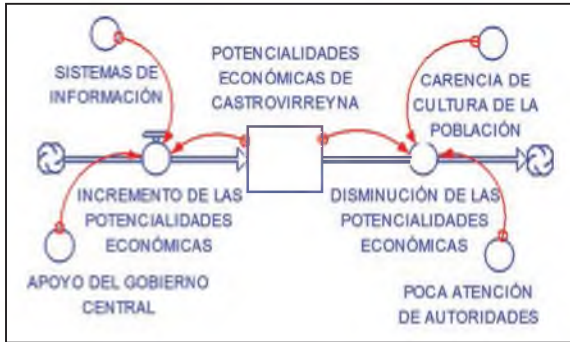 SISTEMAS DE
INFORMACIÓN
POTENCIALIDADES
ECONÓMICAS DE
CASTROVIRREYNA
CARENCIA DE
CULTURA DE LA
POBLACIÓN
INCREMENTO DE LAS
POTENCIALIDADES
ECONÓMICAS
DISMINUCIÓN DE LAS
POTENCIALIDADES
ECONÓMICAS
APOYO DEL GOBIERNO
CENTRAL
POCA ATENCIÓN
DE AUTORIDADES